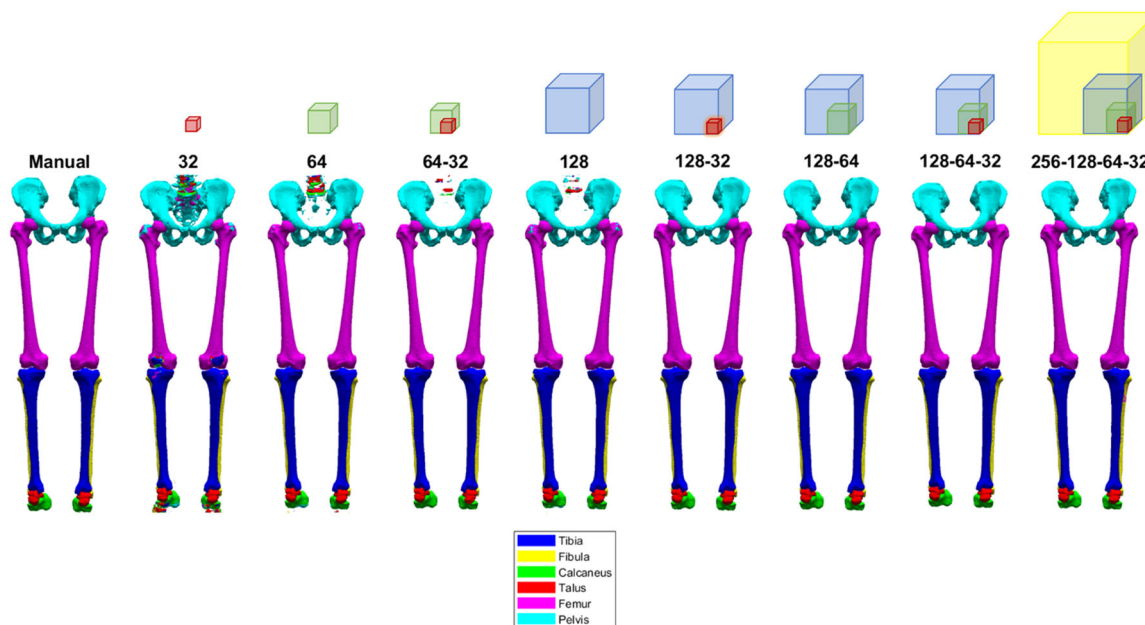 Manual 32 64 64-32 128 128-32 128-64 128-64-32 256-128-64-32
Tibia
Fibula
Calcaneus
Talus
Femur
Pelvis